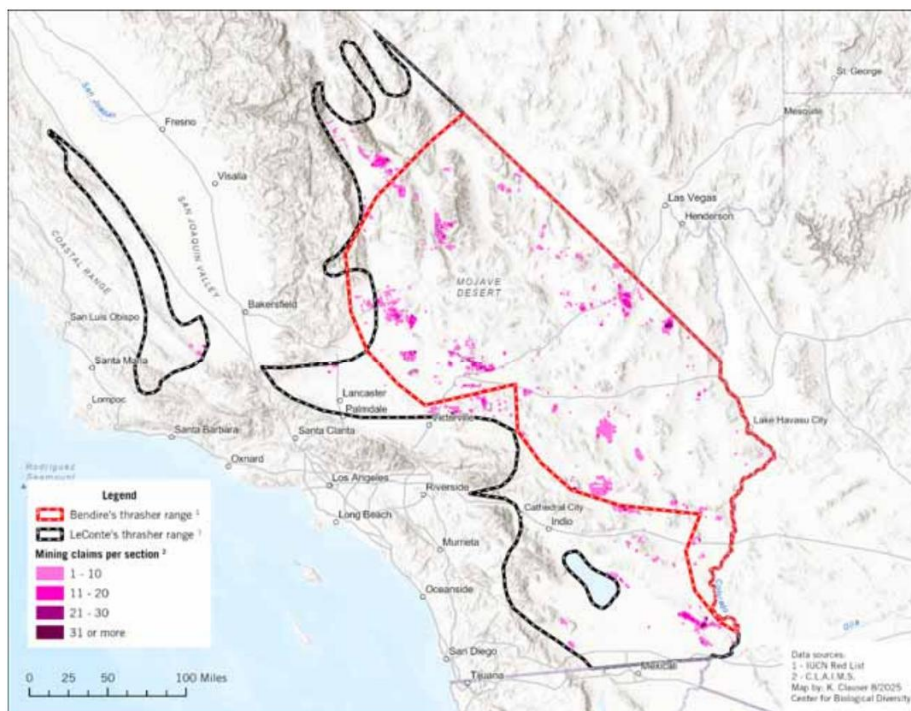 St. George
San Joaquin
Fresno
Mesquite
Visalia
Las Vegas
Henderson
SAN JOAQUIN VALLEY
COASTAL RANGE
MOJAVE
DESERT
Bakersfield
San Luis Obispo
Santa Maria
Lancaster
Lompoc
Palmdale
Victorville
Lake Havasu City
Santa Barbara
Santa Clarita
Oxnard
Rodriguez
Seamount
Los Angeles
Riverside
Cathedral City
Indio
Long Beach
Murrieta
Oceanside
Colorado
Gila
San Diego
Mexicali
Tijuana
Legend
Bendire's thrasher range 1
LeConte's thrasher range 1
Mining claims per section 2
1 - 10
11 - 20
21 - 30
31 or more
0 25 50 100 Miles
Data sources:
1 - IUCN Red List
2 - C.L.A.I.M.S.
Map by: K. Clauser 8/2025
Center for Biological Diversity